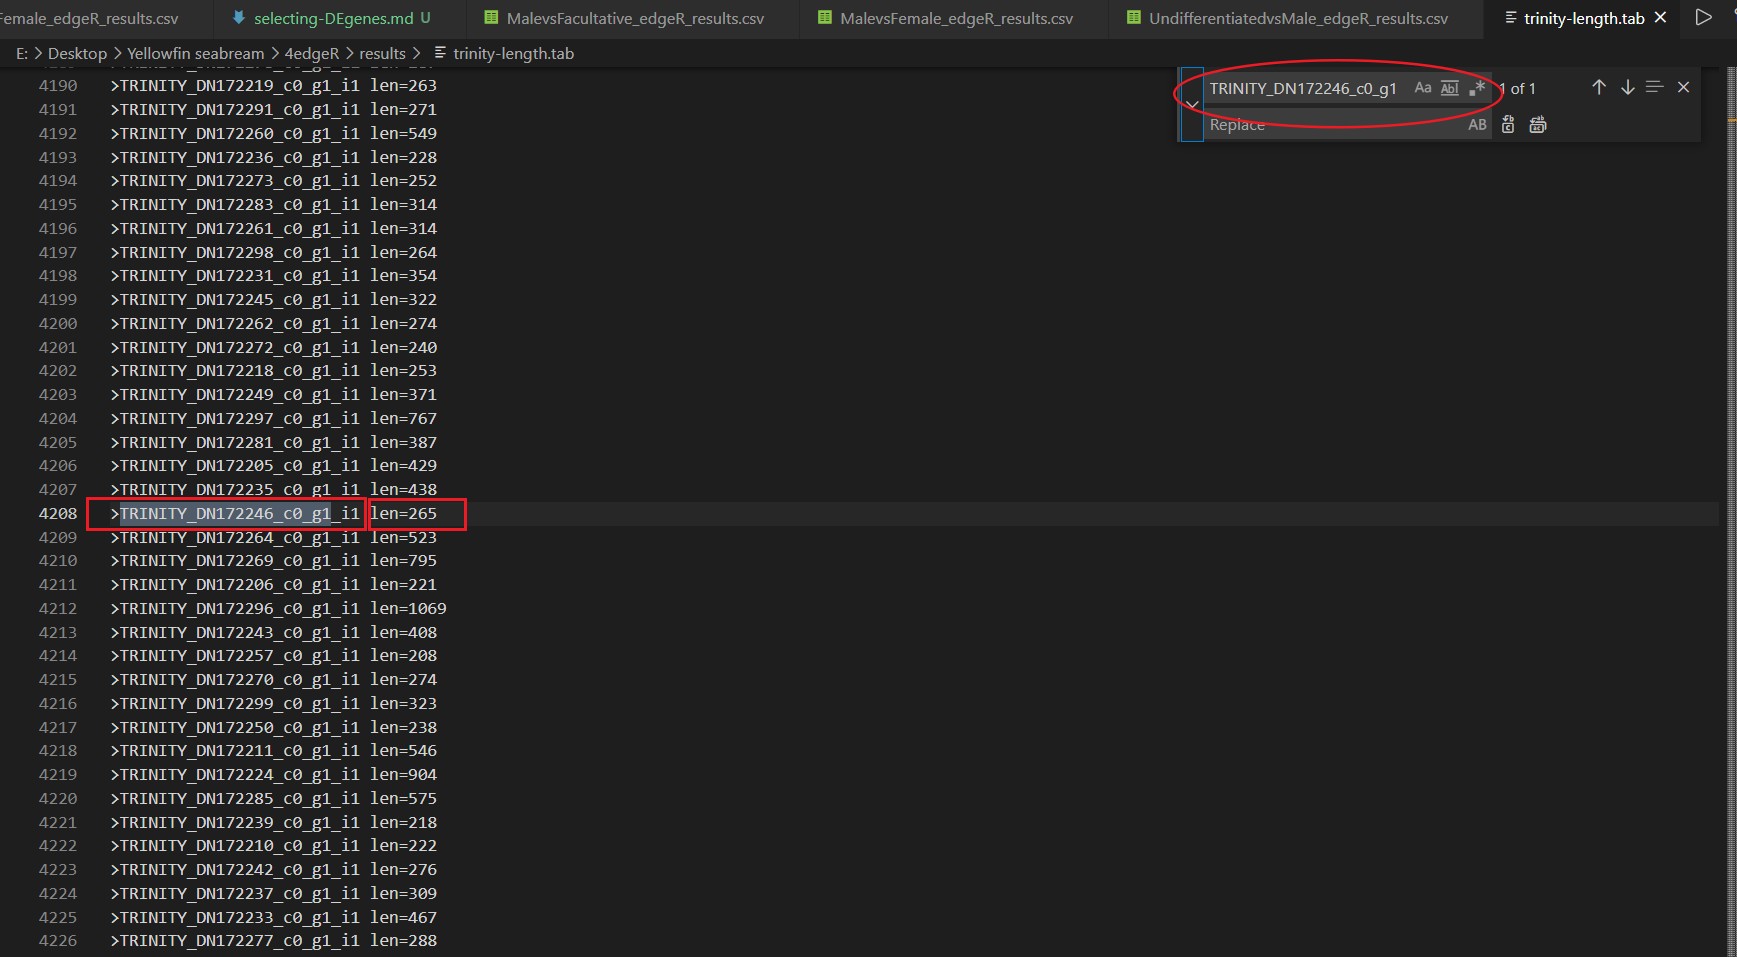 Female_edgeR_results.csv selecting-DEgenes.md U MalevsFacultative_edgeR_results.csv MalevsFemale_edgeR_results.csv UndifferentiatedvsMale_edgeR_results.csv trinity-length.tab
E: > Desktop > Yellowfin seabream > 4edgeR > results > trinity-length.tab
TRINITY_DN172246_c0_g1 Aa Abl .* 1 of 1
Replace AB
4190 >TRINITY_DN172219_c0_g1_i1 len=263
4191 >TRINITY_DN172291_c0_g1_i1 len=271
4192 >TRINITY_DN172260_c0_g1_i1 len=549
4193 >TRINITY_DN172236_c0_g1_i1 len=228
4194 >TRINITY_DN172273_c0_g1_i1 len=252
4195 >TRINITY_DN172283_c0_g1_i1 len=314
4196 >TRINITY_DN172261_c0_g1_i1 len=314
4197 >TRINITY_DN172298_c0_g1_i1 len=264
4198 >TRINITY_DN172231_c0_g1_i1 len=354
4199 >TRINITY_DN172245_c0_g1_i1 len=322
4200 >TRINITY_DN172262_c0_g1_i1 len=274
4201 >TRINITY_DN172272_c0_g1_i1 len=240
4202 >TRINITY_DN172218_c0_g1_i1 len=253
4203 >TRINITY_DN172249_c0_g1_i1 len=371
4204 >TRINITY_DN172297_c0_g1_i1 len=767
4205 >TRINITY_DN172281_c0_g1_i1 len=387
4206 >TRINITY_DN172205_c0_g1_i1 len=429
4207 >TRINITY_DN172235_c0_g1_i1 len=438
4208 >TRINITY_DN172246_c0_g1_i1 len=265
4209 >TRINITY_DN172264_c0_g1_i1 len=523
4210 >TRINITY_DN172269_c0_g1_i1 len=795
4211 >TRINITY_DN172206_c0_g1_i1 len=221
4212 >TRINITY_DN172296_c0_g1_i1 len=1069
4213 >TRINITY_DN172243_c0_g1_i1 len=408
4214 >TRINITY_DN172257_c0_g1_i1 len=208
4215 >TRINITY_DN172270_c0_g1_i1 len=274
4216 >TRINITY_DN172299_c0_g1_i1 len=323
4217 >TRINITY_DN172250_c0_g1_i1 len=238
4218 >TRINITY_DN172211_c0_g1_i1 len=546
4219 >TRINITY_DN172224_c0_g1_i1 len=904
4220 >TRINITY_DN172285_c0_g1_i1 len=575
4221 >TRINITY_DN172239_c0_g1_i1 len=218
4222 >TRINITY_DN172210_c0_g1_i1 len=222
4223 >TRINITY_DN172242_c0_g1_i1 len=276
4224 >TRINITY_DN172237_c0_g1_i1 len=309
4225 >TRINITY_DN172233_c0_g1_i1 len=467
4226 >TRINITY_DN172277_c0_g1_i1 len=288